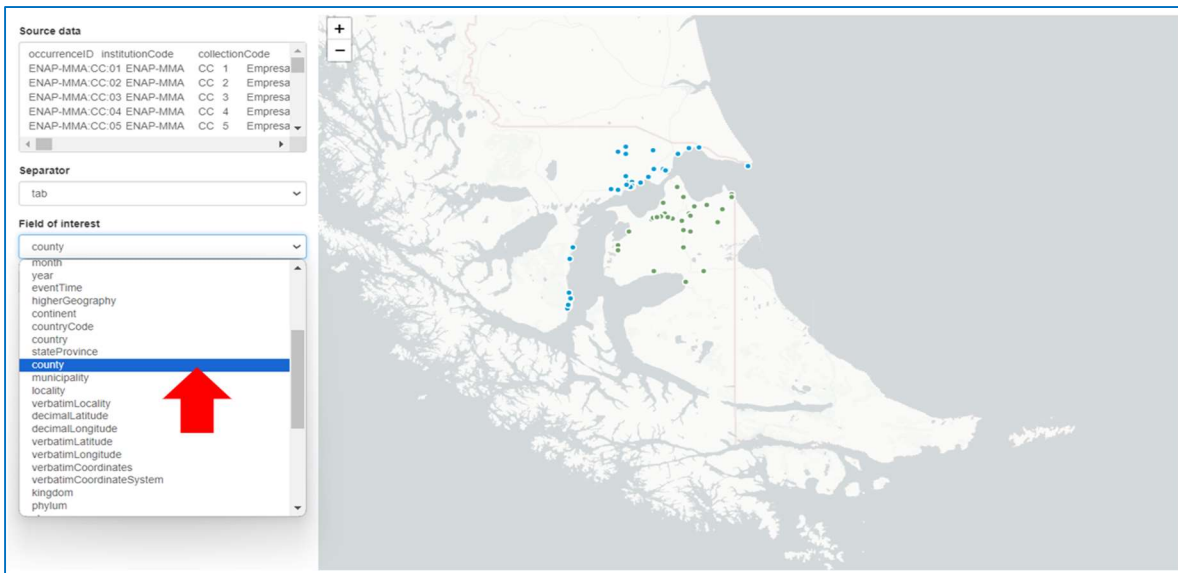 Source data
occurrenceID institutionCode collectionCode
ENAP-MMA:CC:01 ENAP-MMA CC 1 Empresa
ENAP-MMA:CC:02 ENAP-MMA CC 2 Empresa
ENAP-MMA:CC:03 ENAP-MMA CC 3 Empresa
ENAP-MMA:CC:04 ENAP-MMA CC 4 Empresa
ENAP-MMA:CC:05 ENAP-MMA CC 5 Empresa
Separator
tab
Field of interest
county
month
year
eventTime
higherGeography
continent
countryCode
country
stateProvince
county
municipality
locality
verbatimLocality
decimalLatitude
decimalLongitude
verbatimLatitude
verbatimLongitude
verbatimCoordinates
verbatimCoordinateSystem
kingdom
phylum
+
−